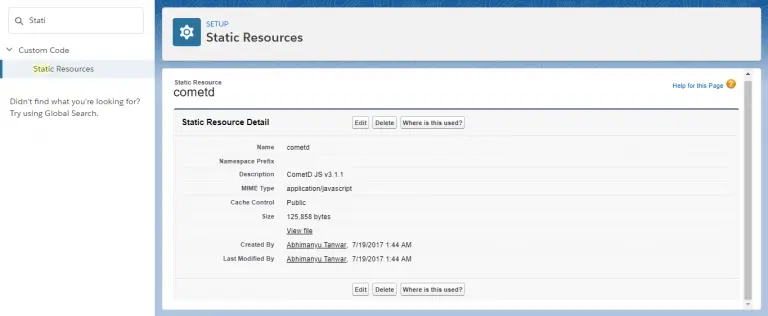 Stati
Custom Code
Static Resources
Didn't find what you're looking for?
Try using Global Search.
SETUP
Static Resources
Static Resource
cometd
Help for this Page
Static Resource Detail
Edit Delete Where is this used?
Name cometd
Namespace Prefix
Description CometD JS v3.1.1
MIME Type application/javascript
Cache Control Public
Size 125,858 bytes
View file
Created By Abhimanyu Tanwar, 7/19/2017 1:44 AM
Last Modified By Abhimanyu Tanwar, 7/19/2017 1:44 AM
Edit Delete Where is this used?